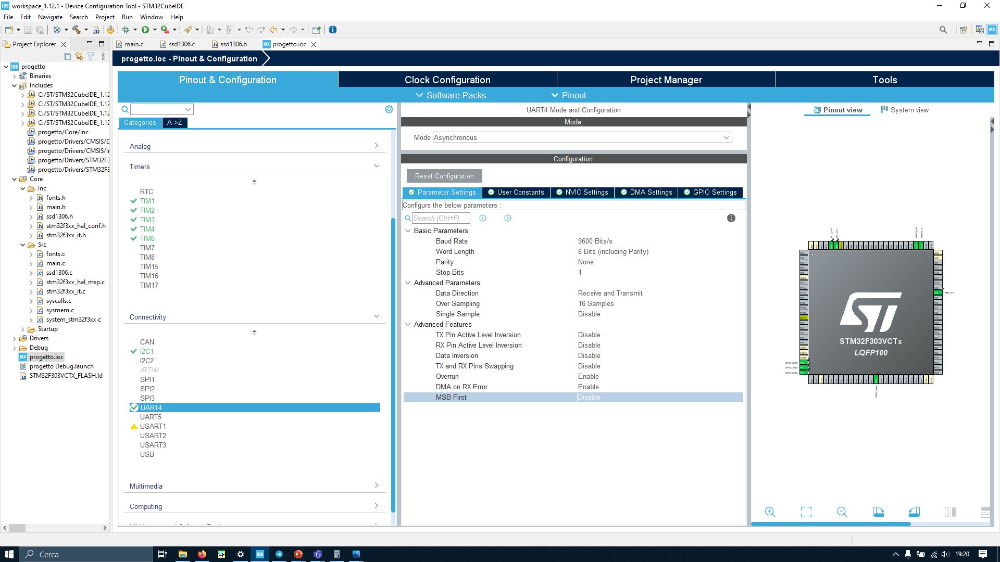 workspace_1.12.1 - Device Configuration Tool - STM32CubeIDE
File Edit Navigate Search Project Run Window Help
Project Explorer
main.c
ssd1306.c
ssd1306.h
progetto.ioc
progetto
Binaries
Includes
C:/ST/STM32CubeIDE_1.12
C:/ST/STM32CubeIDE_1.12
C:/ST/STM32CubeIDE_1.12
C:/ST/STM32CubeIDE_1.12
progetto/Core/Inc
progetto/Drivers/CMSIS/D
progetto/Drivers/CMSIS/I
progetto/Drivers/STM32F3
progetto/Drivers/STM32F3
Core
Inc
fonts.h
main.h
ssd1306.h
stm32f3xx_hal_conf.h
stm32f3xx_it.h
Src
fonts.c
main.c
ssd1306.c
stm32f3xx_hal_msp.c
stm32f3xx_it.c
syscalls.c
sysmem.c
system_stm32f3xx.c
Startup
Drivers
Debug
progetto.ioc
progetto Debug.launch
STM32F303VCTX_FLASH.ld
progetto.ioc - Pinout & Configuration
Pinout & Configuration
Clock Configuration
Project Manager
Tools
Software Packs
Pinout
Categories
A->Z
Analog
Timers
RTC
TIM1
TIM2
TIM3
TIM4
TIM6
TIM7
TIM8
TIM15
TIM16
TIM17
Connectivity
CAN
I2C1
I2C2
IRTIM
SPI1
SPI2
SPI3
UART4
UART5
USART1
USART2
USART3
USB
Multimedia
Computing
UART4 Mode and Configuration
Mode
Mode Asynchronous
Configuration
Reset Configuration
Parameter Settings
User Constants
NVIC Settings
DMA Settings
GPIO Settings
Configure the below parameters :
Search (Ctrl+F)
Basic Parameters
Baud Rate 9600 Bits/s
Word Length 8 Bits (including Parity)
Parity None
Stop Bits 1
Advanced Parameters
Data Direction Receive and Transmit
Over Sampling 16 Samples
Single Sample Disable
Advanced Features
TX Pin Active Level Inversion Disable
RX Pin Active Level Inversion Disable
Data Inversion Disable
TX and RX Pins Swapping Disable
Overrun Enable
DMA on RX Error Enable
MSB First Disable
Pinout view
System view
STM32F303VCTx
LQFP100
Cerca
19:20